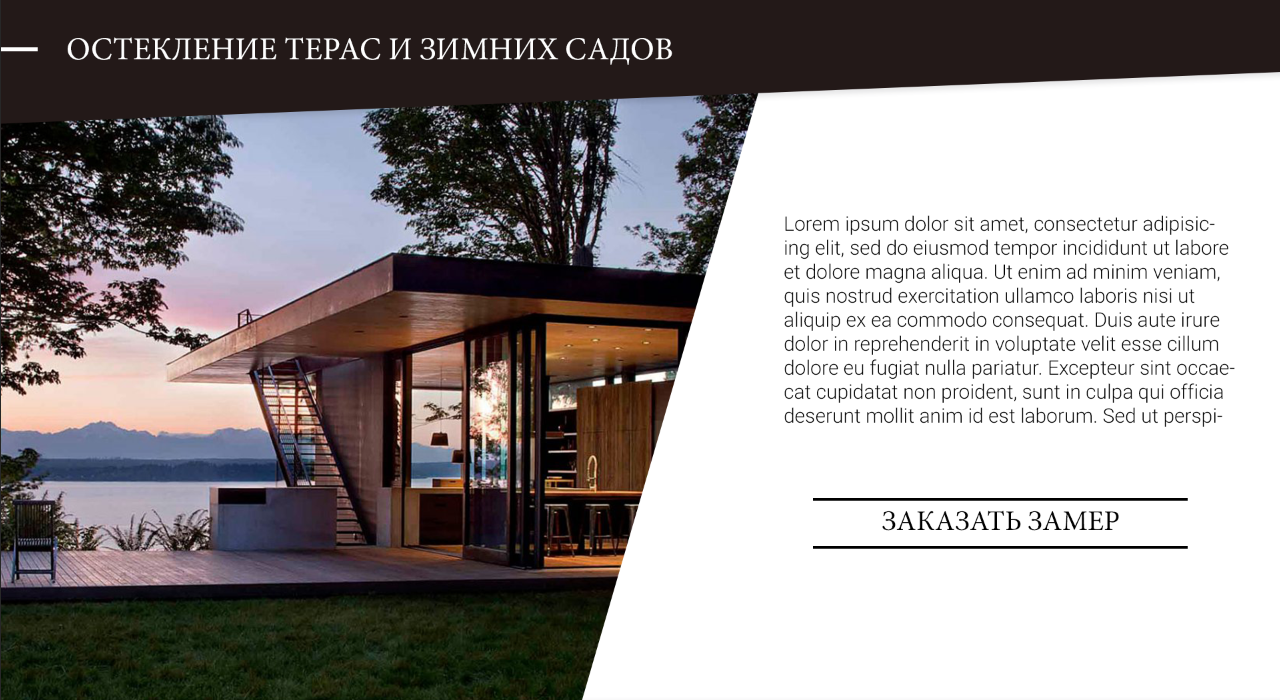 ОСТЕКЛЕНИЕ ТЕРАС И ЗИМНИХ САДОВ
Lorem ipsum dolor sit amet, consectetur adipisic-
ing elit, sed do eiusmod tempor incididunt ut labore
et dolore magna aliqua. Ut enim ad minim veniam,
quis nostrud exercitation ullamco laboris nisi ut
aliquip ex ea commodo consequat. Duis aute irure
dolor in reprehenderit in voluptate velit esse cillum
dolore eu fugiat nulla pariatur. Excepteur sint occae-
cat cupidatat non proident, sunt in culpa qui officia
deserunt mollit anim id est laborum. Sed ut perspi-
ЗАКАЗАТЬ ЗАМЕР